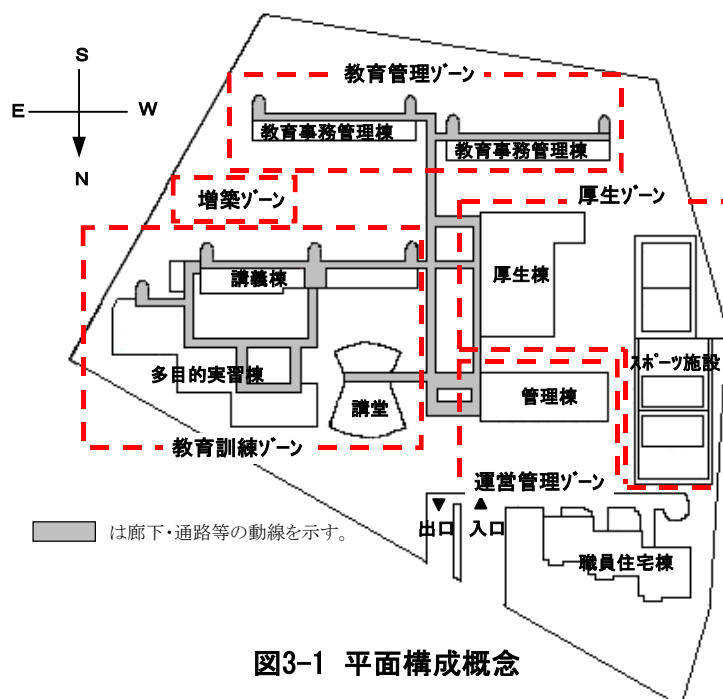 S
E
W
N
教育管理ゾーン
教育事務管理棟
教育事務管理棟
増築ゾーン
厚生ゾーン
講義棟
厚生棟
多目的実習棟
講堂
管理棟
スポーツ施設
教育訓練ゾーン
運営管理ゾーン
出口
入口
は廊下・通路等の動線を示す。
職員住宅棟
図3-1 平面構成概念